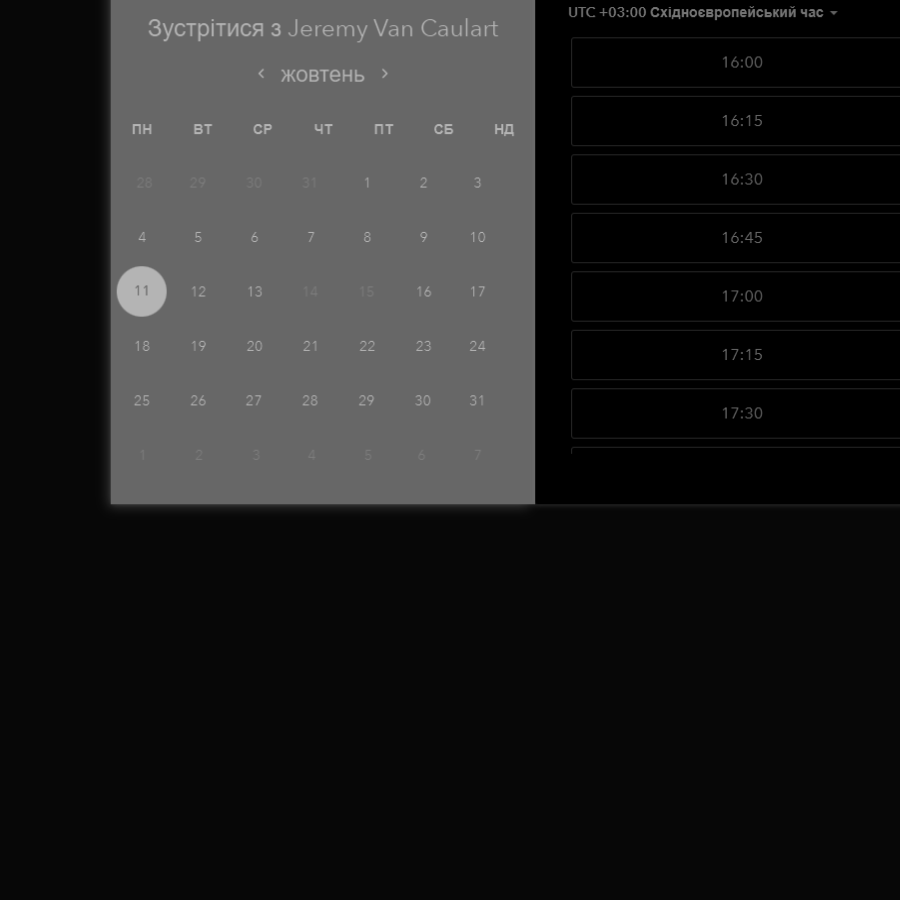 Зустрітися з Jeremy Van Caulart
жовтень
ПН ВТ СР ЧТ ПТ СБ НД
28 29 30 31 1 2 3
4 5 6 7 8 9 10
11 12 13 14 15 16 17
18 19 20 21 22 23 24
25 26 27 28 29 30 31
1 2 3 4 5 6 7
UTC +03:00 Східноєвропейський час
16:00
16:15
16:30
16:45
17:00
17:15
17:30